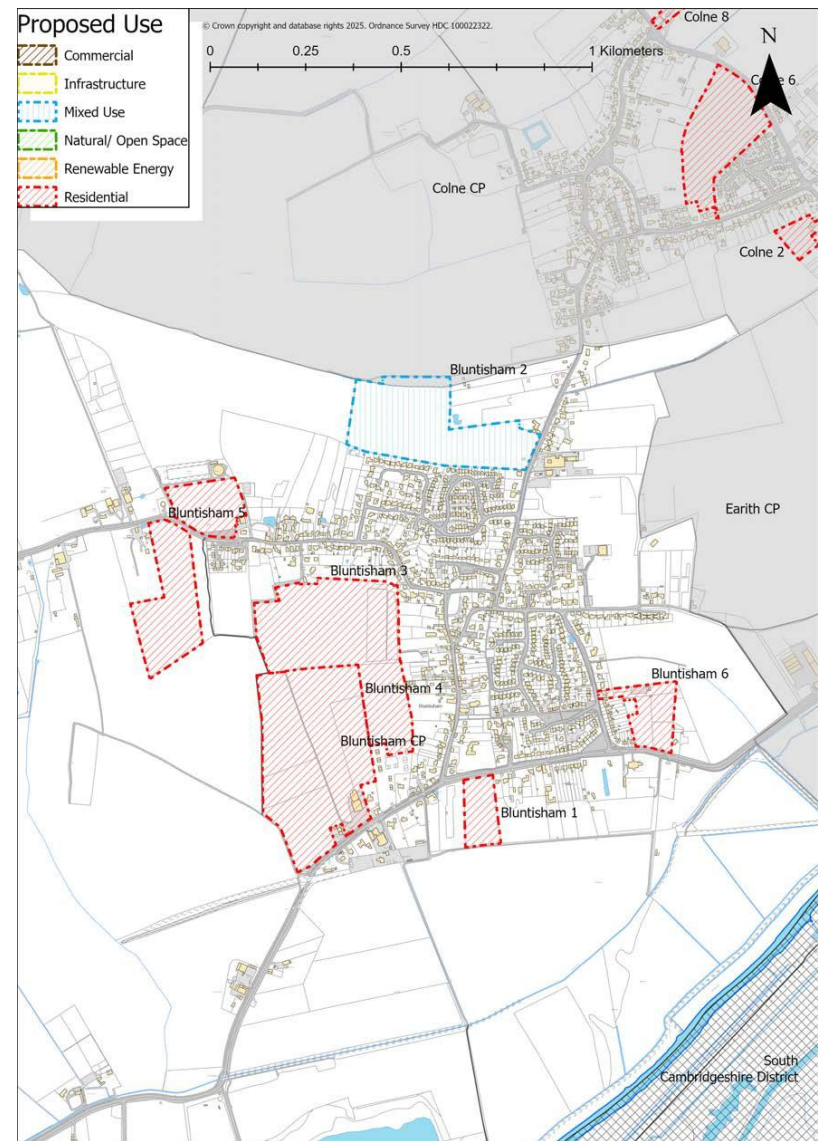 Proposed Use
Commercial
Infrastructure
Mixed Use
Natural/ Open Space
Renewable Energy
Residential
© Crown copyright and database rights 2025. Ordnance Survey HDC 100022322.
0 0.25 0.5 1 Kilometers
N
Colne 8
Colne 6
Colne CP
Colne 2
Bluntisham 2
Earith CP
Bluntisham 5
Bluntisham 3
Bluntisham 6
Bluntisham 4
Bluntisham
Bluntisham CP
Bluntisham 1
South
Cambridgeshire District